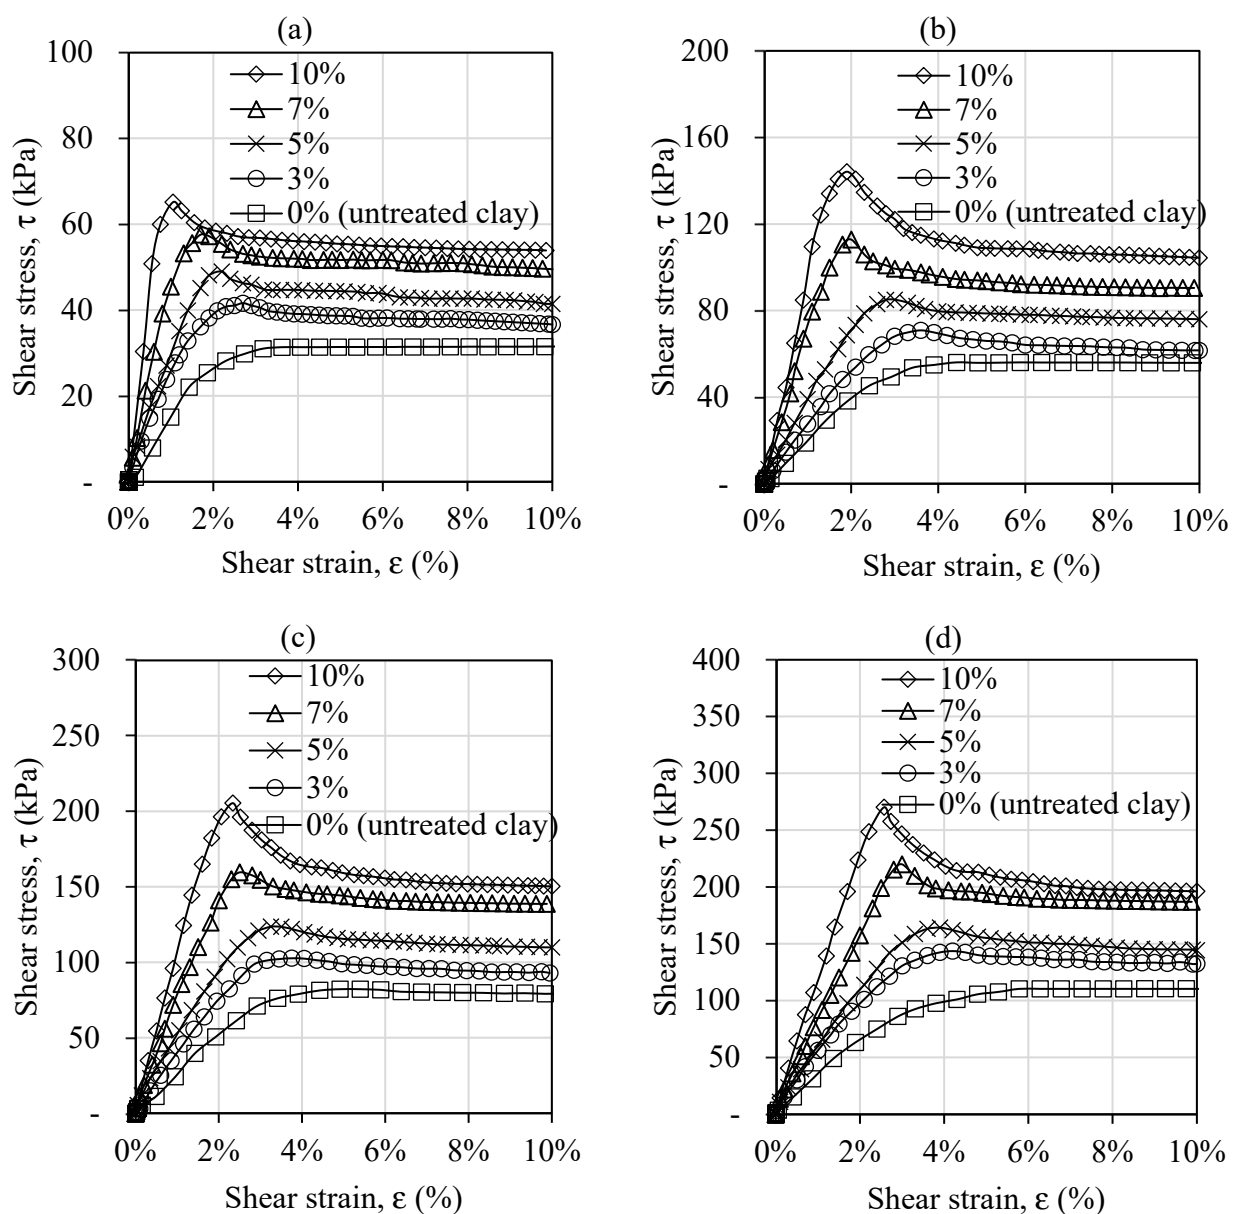 (a)
100
80
60
40
20
-
Shear stress, τ (kPa)
10%
7%
5%
3%
0% (untreated clay)
0% 2% 4% 6% 8% 10%
Shear strain, ε (%)
(b)
200
160
120
80
40
-
Shear stress, τ (kPa)
10%
7%
5%
3%
0% (untreated clay)
0% 2% 4% 6% 8% 10%
Shear strain, ε (%)
(c)
300
250
200
150
100
50
-
Shear stress, τ (kPa)
10%
7%
5%
3%
0% (untreated clay)
0% 2% 4% 6% 8% 10%
Shear strain, ε (%)
(d)
400
350
300
250
200
150
100
50
-
Shear stress, τ (kPa)
10%
7%
5%
3%
0% (untreated clay)
0% 2% 4% 6% 8% 10%
Shear strain, ε (%)